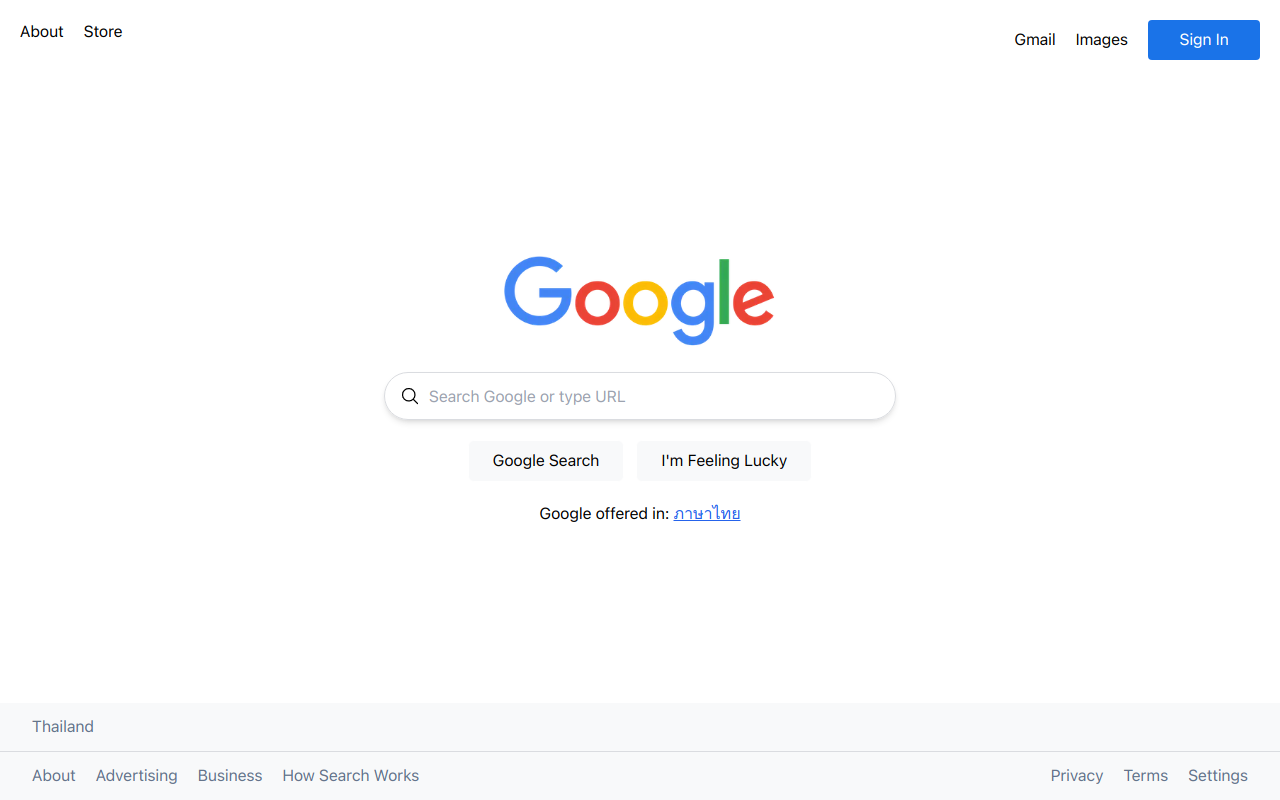 About Store
Gmail Images Sign In
Google
Search Google or type URL
Google Search I'm Feeling Lucky
Google offered in: ภาษาไทย
Thailand
About Advertising Business How Search Works
Privacy Terms Settings